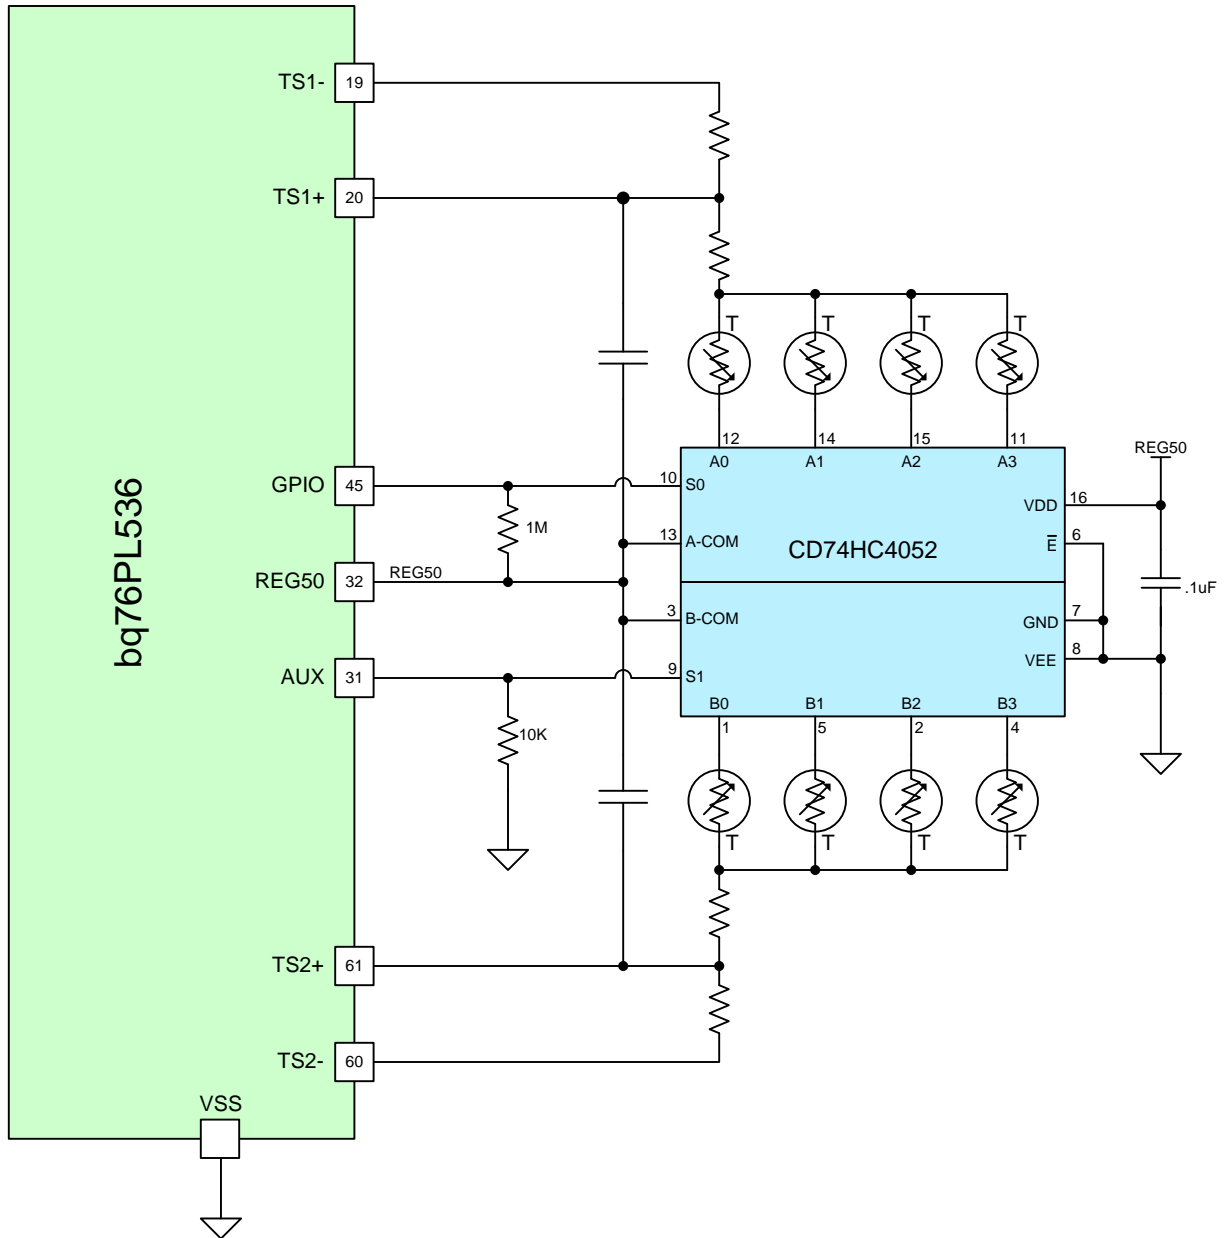 TS1- 19
TS1+ 20
T T T T
12 14 15 11
A0 A1 A2 A3
REG50
GPIO 45
10 S0
VDD 16
1M
13 A-COM
CD74HC4052
E 6
bq76PL536
REG50 32 REG50
.1uF
3 B-COM
GND 7
VEE 8
AUX 31
9 S1
B0 B1 B2 B3
1 5 2 4
10K
T T T T
TS2+ 61
TS2- 60
VSS